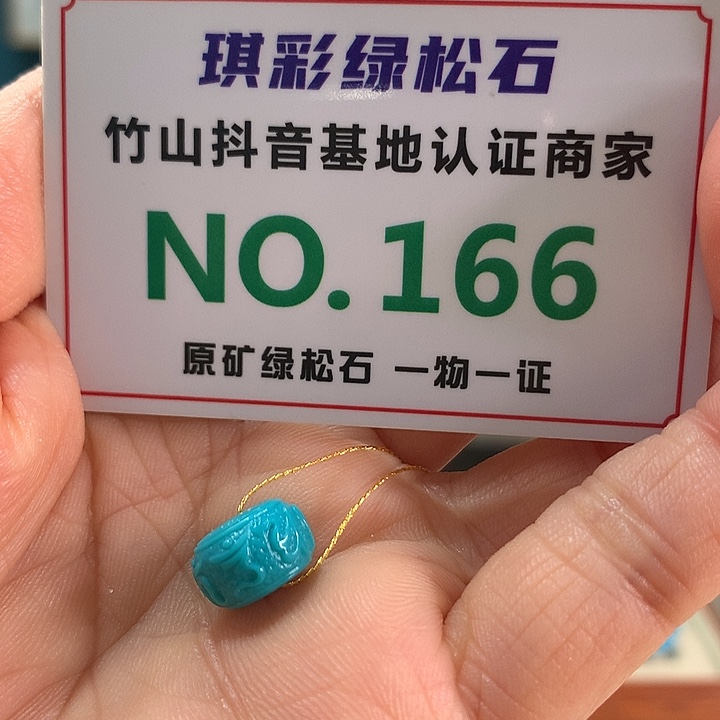 琪彩绿松石
竹山抖音基地认证商家
NO.166
原矿绿松石 一物一证